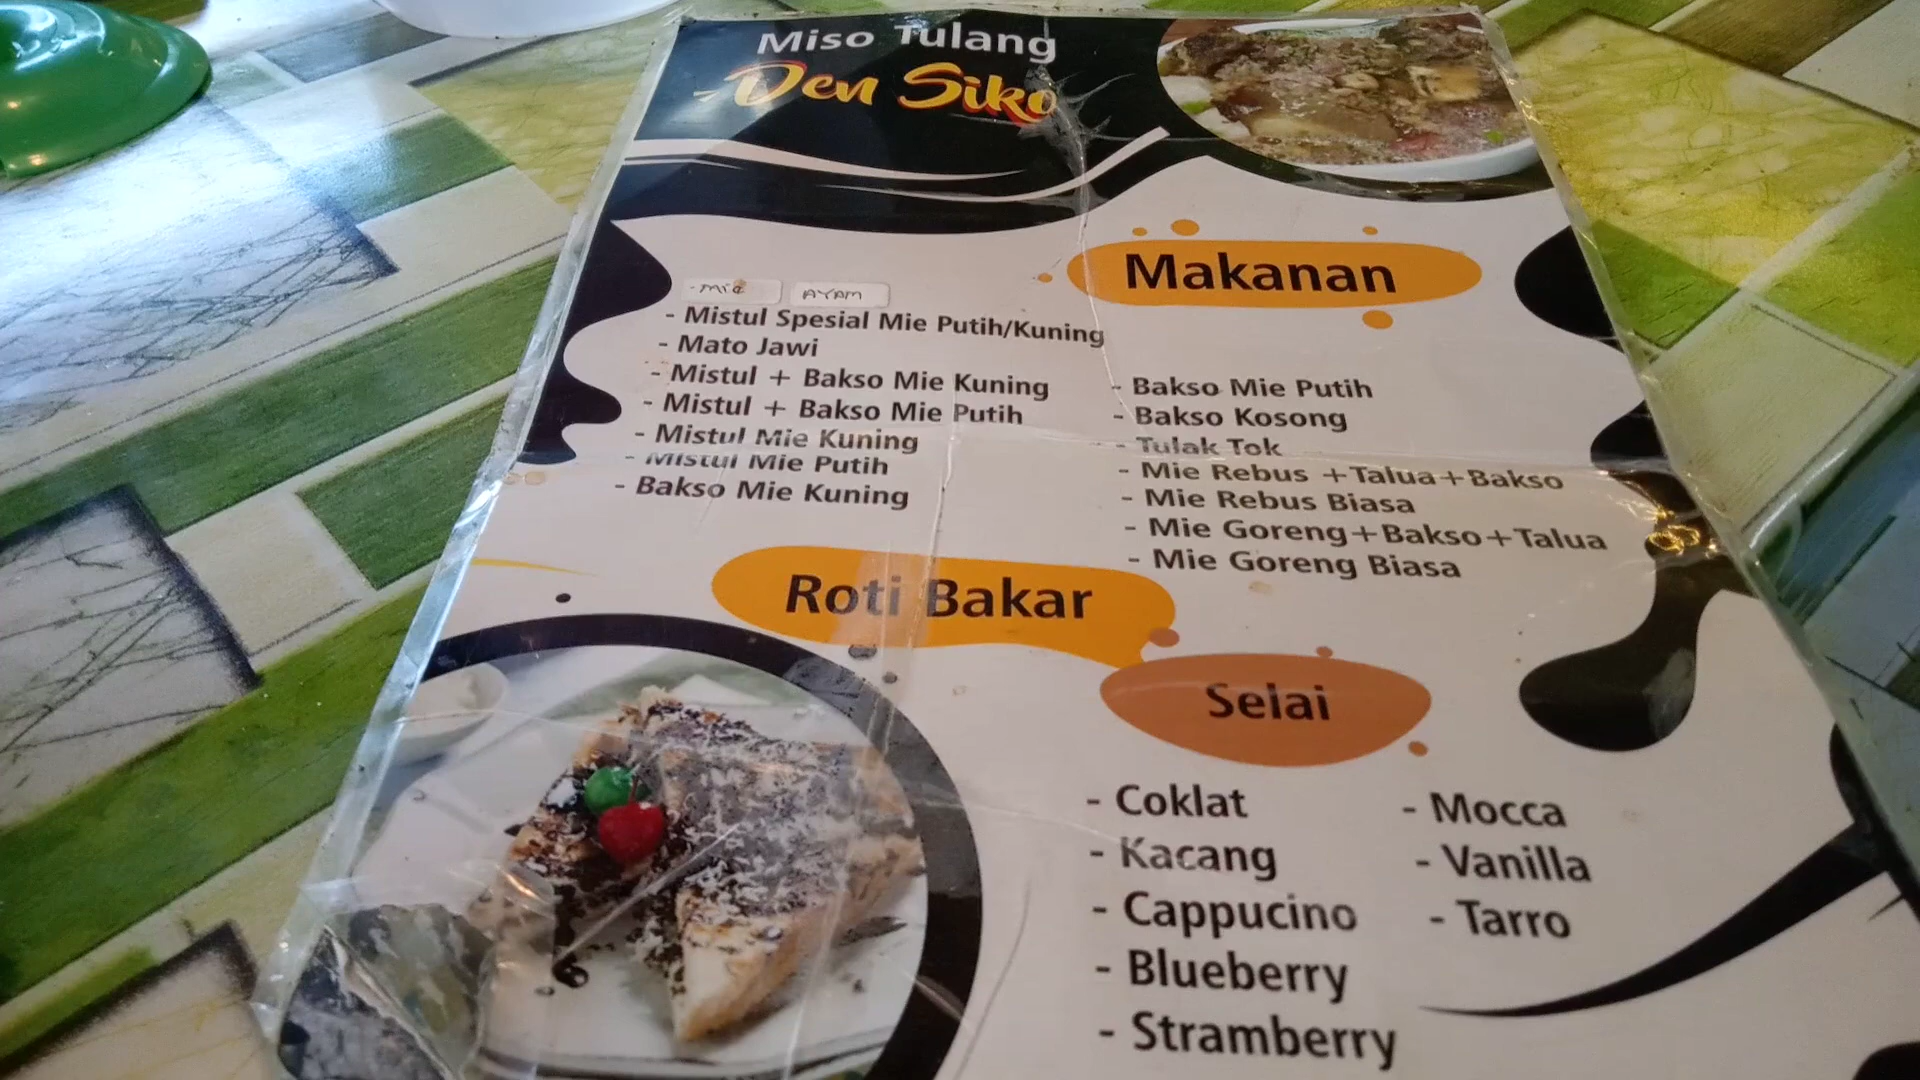 Miso Tulang
Den Siko
Makanan
- Mie AYAM
- Mistul Spesial Mie Putih/Kuning
- Mato Jawi
- Mistul + Bakso Mie Kuning
- Mistul + Bakso Mie Putih
- Mistul Mie Kuning
- Mistul Mie Putih
- Bakso Mie Kuning
- Bakso Mie Putih
- Bakso Kosong
- Tulak Tok
- Mie Rebus +Talua+Bakso
- Mie Rebus Biasa
- Mie Goreng+Bakso+Talua
- Mie Goreng Biasa
Roti Bakar
Selai
- Coklat
- Kacang
- Cappucino
- Blueberry
- Stramberry
- Mocca
- Vanilla
- Tarro